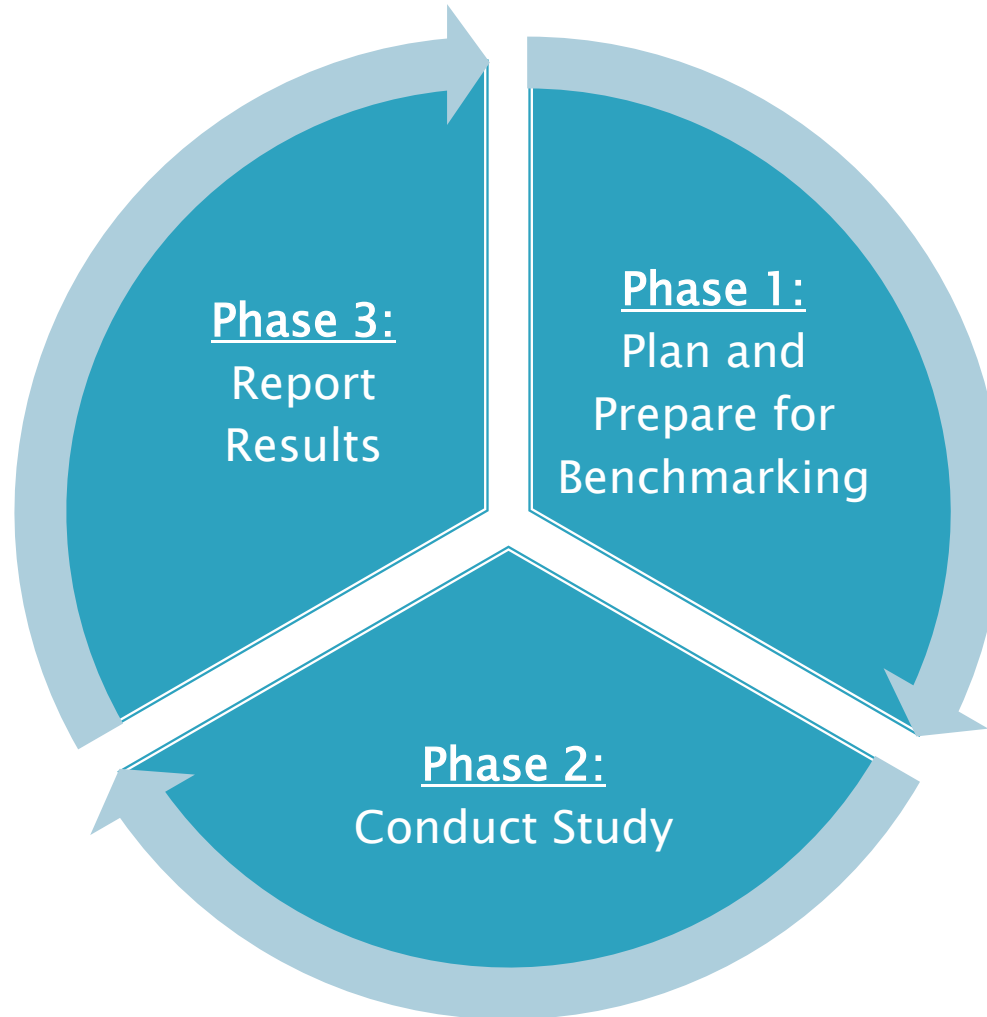 Phase 1:
Plan and
Prepare for
Benchmarking
Phase 2:
Conduct Study
Phase 3:
Report
Results